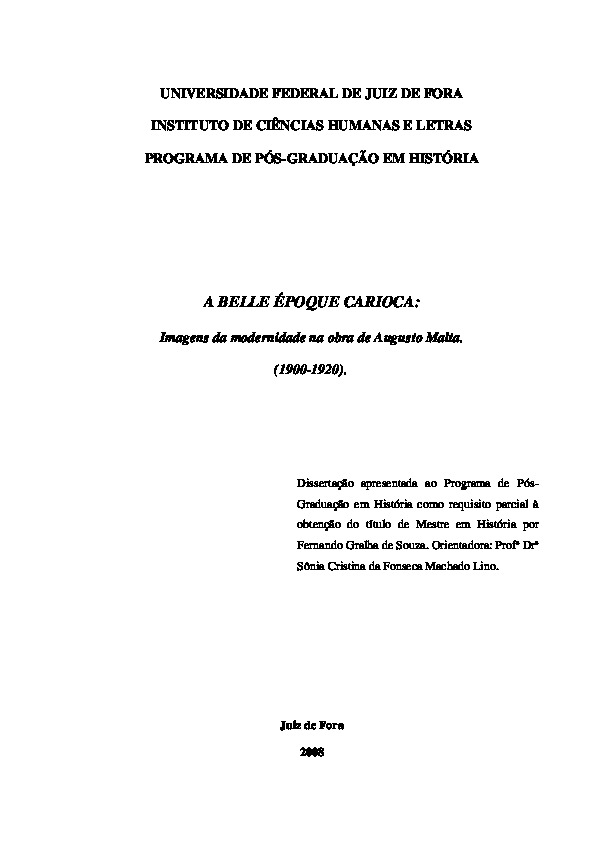 UNIVERSIDADE FEDERAL DE JUIZ DE FORA
INSTITUTO DE CIÊNCIAS HUMANAS E LETRAS
PROGRAMA DE PÓS-GRADUAÇÃO EM HISTÓRIA
A BELLE ÉPOQUE CARIOCA:
Imagens da modernidade na obra de Augusto Malta.
(1900-1920).
Dissertação apresentada ao Programa de Pós-
Graduação em História como requisito parcial à
obtenção do título de Mestre em História por
Fernando Gralha de Souza. Orientadora: Profª Drª
Sônia Cristina da Fonseca Machado Lino.
Juiz de Fora
2008